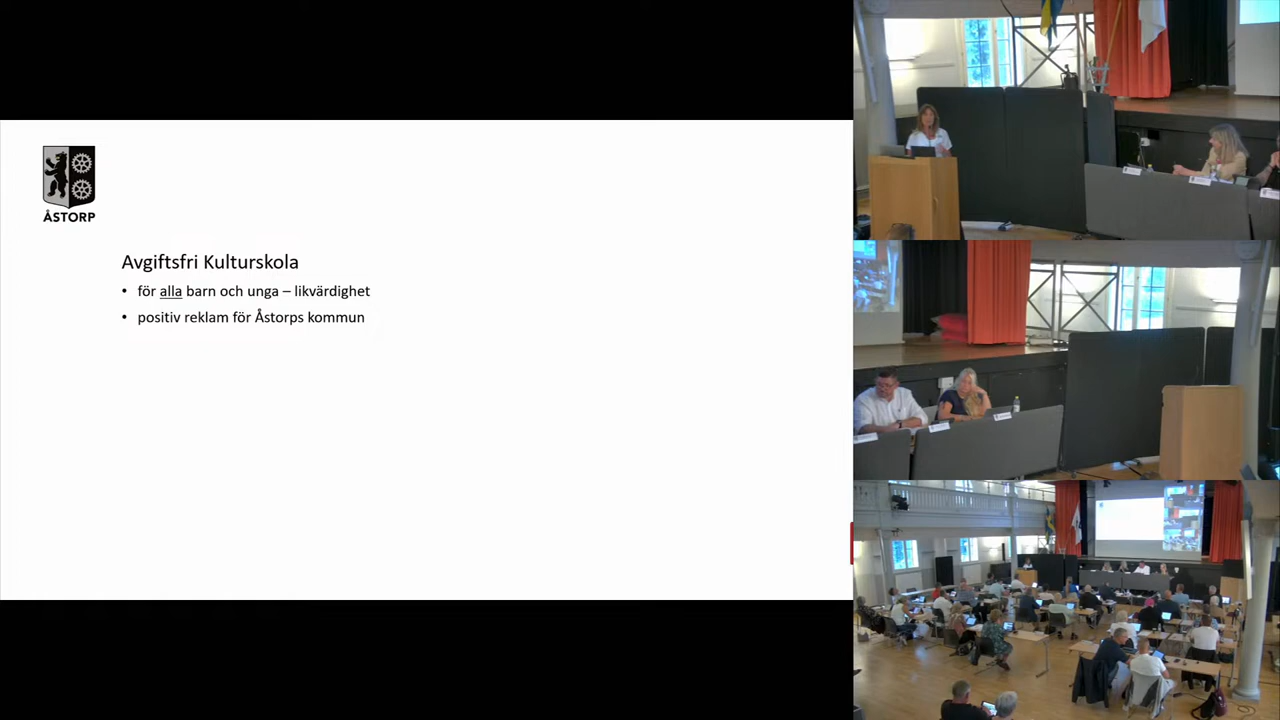 ÅSTORP
Avgiftsfri Kulturskola
• för alla barn och unga – likvärdighet
• positiv reklam för Åstorps kommun